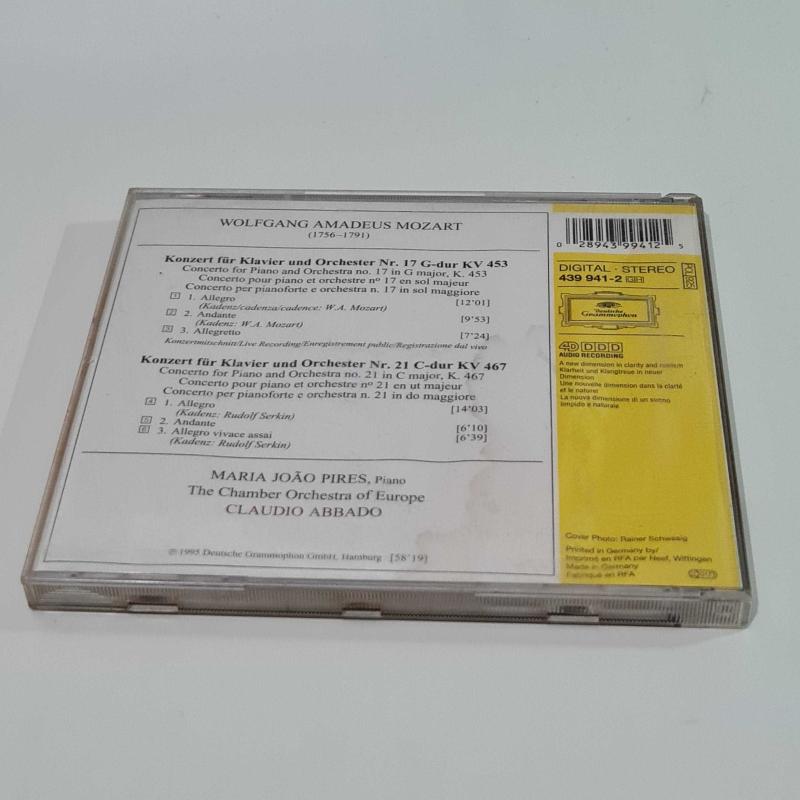 WOLFGANG AMADEUS MOZART
(1756–1791)
Konzert für Klavier und Orchester Nr. 17 G-dur KV 453
Concerto for Piano and Orchestra no. 17 in G major, K. 453
Concerto pour piano et orchestre nº 17 en sol majeur
Concerto per pianoforte e orchestra n. 17 in sol maggiore
1 1. Allegro [12'01]
(Kadenz/cadenza/cadence: W.A. Mozart)
2 2. Andante [9'53]
(Kadenz: W.A. Mozart)
3 3. Allegretto [7'24]
Konzertmitschnitt/Live Recording/Enregistrement public/Registrazione dal vivo
Konzert für Klavier und Orchester Nr. 21 C-dur KV 467
Concerto for Piano and Orchestra no. 21 in C major, K. 467
Concerto pour piano et orchestre nº 21 en ut majeur
Concerto per pianoforte e orchestra n. 21 in do maggiore
4 1. Allegro [14'03]
(Kadenz: Rudolf Serkin)
5 2. Andante [6'10]
6 3. Allegro vivace assai [6'39]
(Kadenz: Rudolf Serkin)
MARIA JOÃO PIRES, Piano
The Chamber Orchestra of Europe
CLAUDIO ABBADO
℗ 1995 Deutsche Grammophon GmbH, Hamburg [58'19]
0 28943 99412 5
DIGITAL · STEREO
439 941-2 GH
Deutsche
Grammophon
4D DDD
AUDIO RECORDING
A new dimension in clarity and realism
Klarheit und Klangtreue in neuer
Dimension
Une nouvelle dimension dans la clarté
et le naturel
La nuova dimensione di un suono
limpido e naturale
Cover Photo: Rainer Schwesig
Printed in Germany by/
Imprimé en RFA par Neef, Wittingen
Made in Germany
Fabriqué en RFA